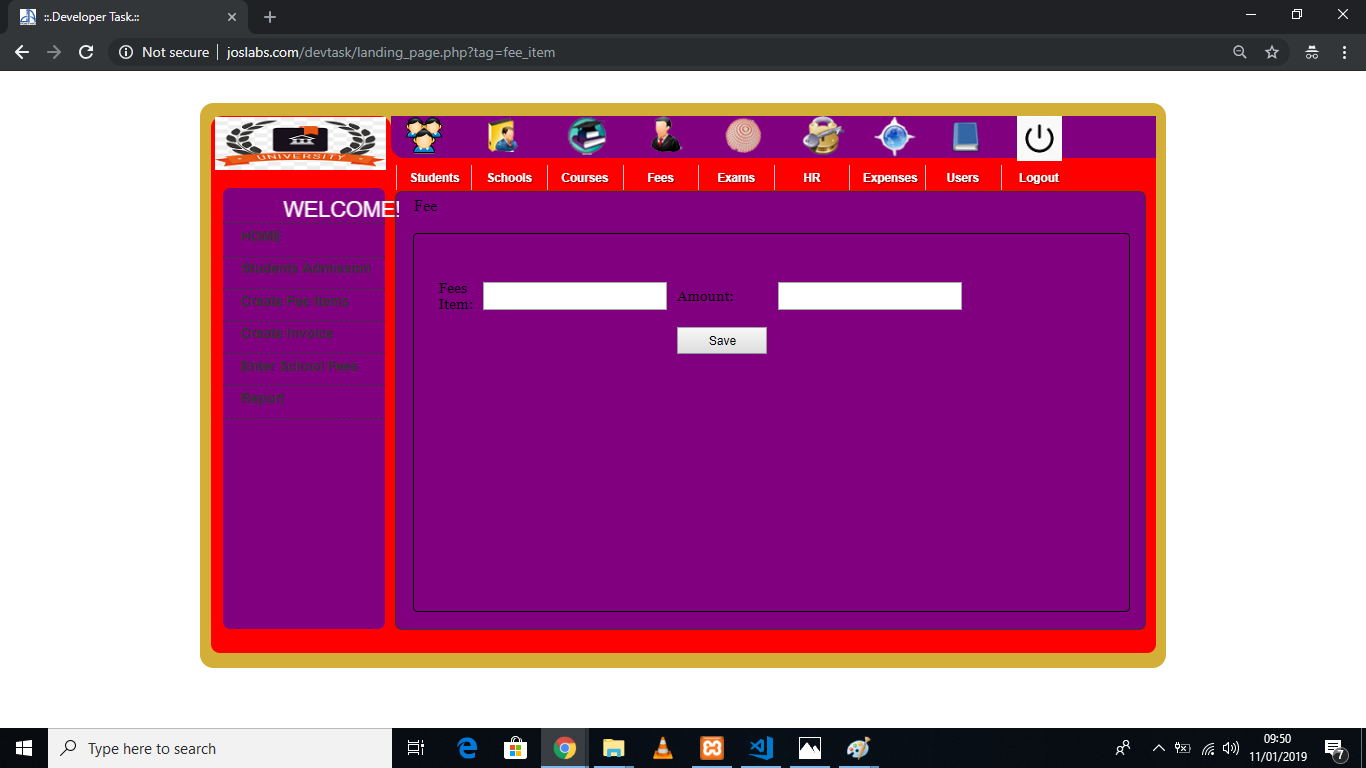 ::.Developer Task.::
Not secure | joslabs.com/devtask/landing_page.php?tag=fee_item
UNIVERSITY
Students Schools Courses Fees Exams HR Expenses Users Logout
WELCOME!
HOME
Students Admission
Create Fee Items
Create Invoice
Enter School Fees
Report
Fee
Fees
Item:
Amount:
Save
Type here to search
09:50
11/01/2019
7